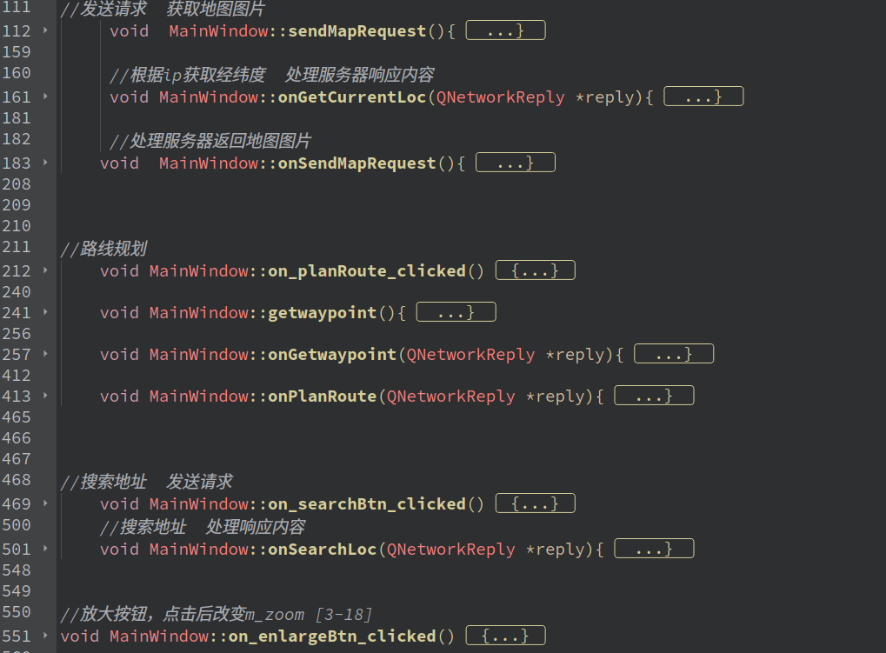 111 //发送请求  获取地图图片
112 void  MainWindow::sendMapRequest(){ ...}
159
160 //根据ip获取经纬度  处理服务器响应内容
161 void MainWindow::onGetCurrentLoc(QNetworkReply *reply){ ...}
181
182 //处理服务器返回地图图片
183 void  MainWindow::onSendMapRequest(){ ...}
208
209
210
211 //路线规划
212 void MainWindow::on_planRoute_clicked() {...}
240
241 void MainWindow::getwaypoint(){ ...}
256
257 void MainWindow::onGetwaypoint(QNetworkReply *reply){ ...}
412
413 void MainWindow::onPlanRoute(QNetworkReply *reply){ ...}
465
466
467
468 //搜索地址  发送请求
469 void MainWindow::on_searchBtn_clicked() {...}
500 //搜索地址  处理响应内容
501 void MainWindow::onSearchLoc(QNetworkReply *reply){ ...}
548
549
550 //放大按钮，点击后改变m_zoom [3-18]
551 void MainWindow::on_enlargeBtn_clicked() {...}